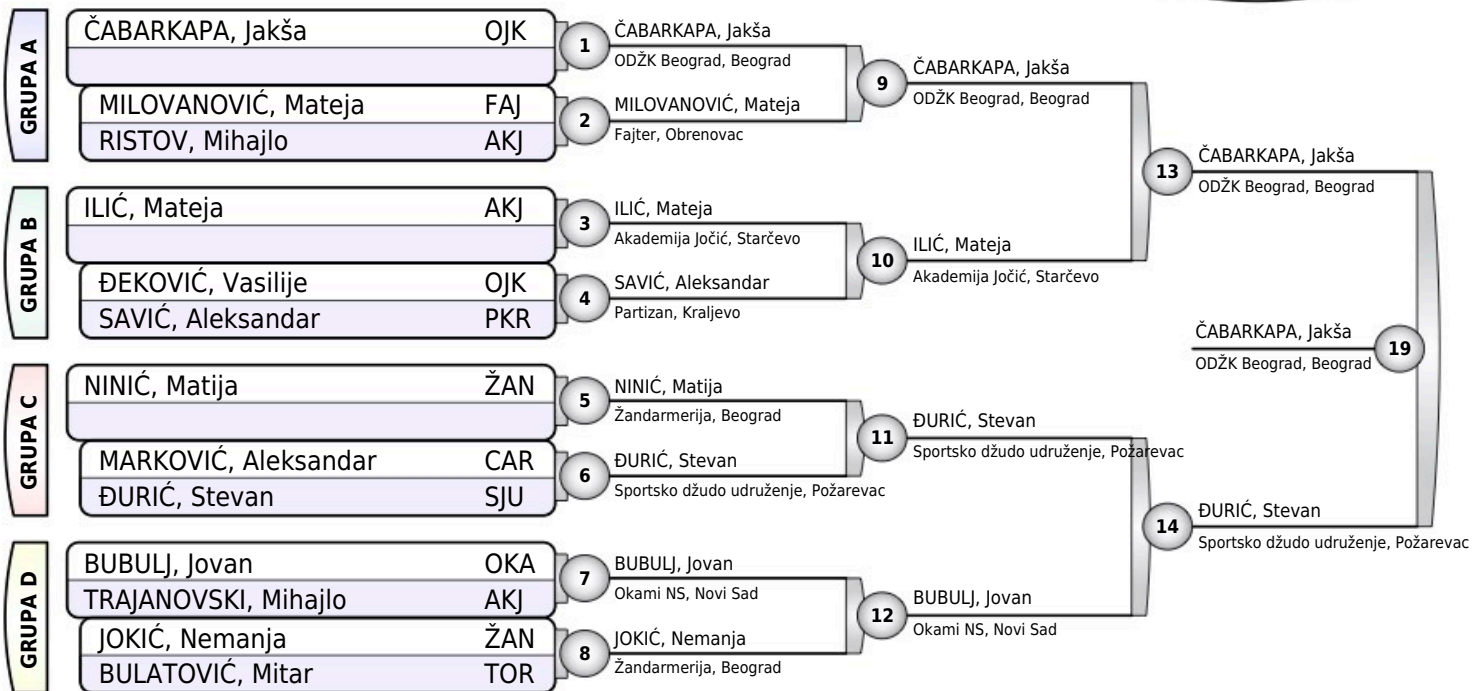 GRUPA A
ČABARKAPA, Jakša OJK
MILOVANOVIĆ, Mateja FAJ
RISTOV, Mihajlo AKJ
GRUPA B
ILIĆ, Mateja AKJ
ĐEKOVIĆ, Vasilije OJK
SAVIĆ, Aleksandar PKR
GRUPA C
NINIĆ, Matija ŽAN
MARKOVIĆ, Aleksandar CAR
ĐURIĆ, Stevan SJU
GRUPA D
BUBULJ, Jovan OKA
TRAJANOVSKI, Mihajlo AKJ
JOKIĆ, Nemanja ŽAN
BULATOVIĆ, Mitar TOR
1
ČABARKAPA, Jakša
ODŽK Beograd, Beograd
2
MILOVANOVIĆ, Mateja
Fajter, Obrenovac
3
ILIĆ, Mateja
Akademija Jočić, Starčevo
4
SAVIĆ, Aleksandar
Partizan, Kraljevo
5
NINIĆ, Matija
Žandarmerija, Beograd
6
ĐURIĆ, Stevan
Sportsko džudo udruženje, Požarevac
7
BUBULJ, Jovan
Okami NS, Novi Sad
8
JOKIĆ, Nemanja
Žandarmerija, Beograd
9
ČABARKAPA, Jakša
ODŽK Beograd, Beograd
10
ILIĆ, Mateja
Akademija Jočić, Starčevo
11
ĐURIĆ, Stevan
Sportsko džudo udruženje, Požarevac
12
BUBULJ, Jovan
Okami NS, Novi Sad
13
ČABARKAPA, Jakša
ODŽK Beograd, Beograd
14
ĐURIĆ, Stevan
Sportsko džudo udruženje, Požarevac
ČABARKAPA, Jakša
ODŽK Beograd, Beograd
19